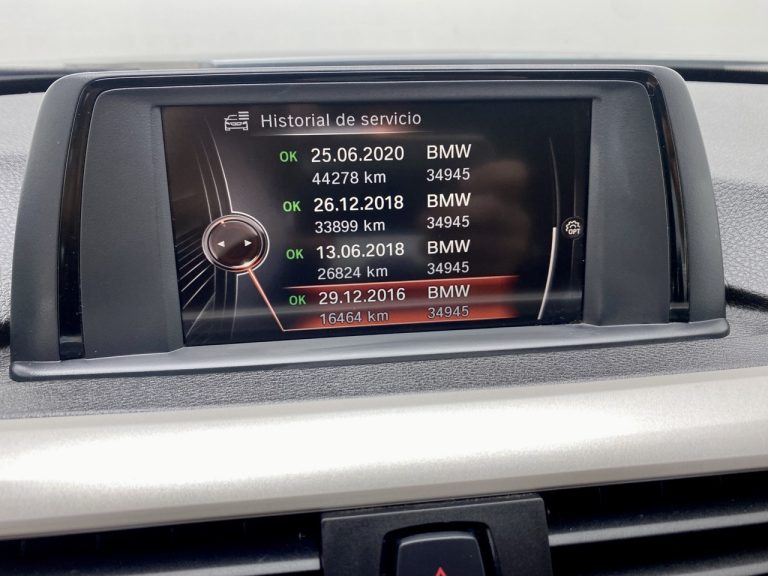 Historial de servicio
OK 25.06.2020 BMW
44278 km 34945
OK 26.12.2018 BMW
33899 km 34945
OK 13.06.2018 BMW
26824 km 34945
OK 29.12.2016 BMW
16464 km 34945
OPT